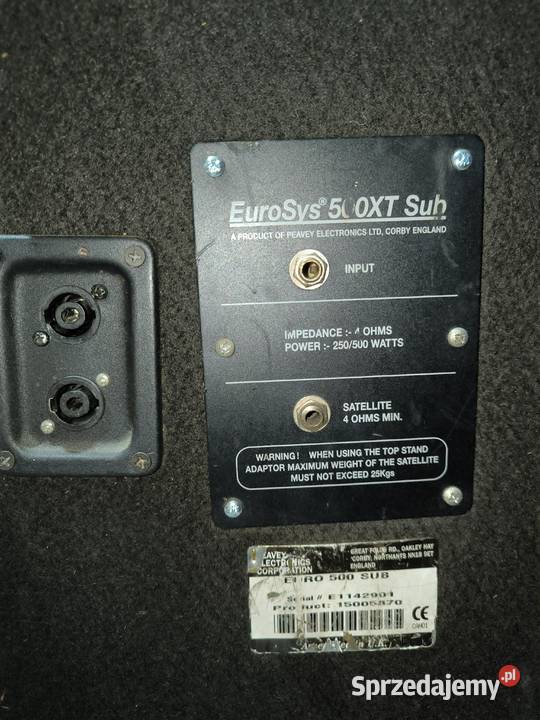 EuroSys® 500XT Sub
A PRODUCT OF PEAVEY ELECTRONICS LTD, CORBY ENGLAND
INPUT
IMPEDANCE :- 4 OHMS
POWER :- 250/500 WATTS
SATELLITE
4 OHMS MIN.
WARNING! WHEN USING THE TOP STAND
ADAPTOR MAXIMUM WEIGHT OF THE SATELLITE
MUST NOT EXCEED 25Kgs
PEAVEY
ELECTRONICS
CORPORATION
GREAT FOLDS RD., OAKLEY HAY
CORBY, NORTHANTS NN18 9ET
ENGLAND
EURO 500 SUB
Serial # E1142901
Product: 15005870
CE
Sprzedajemy.pl